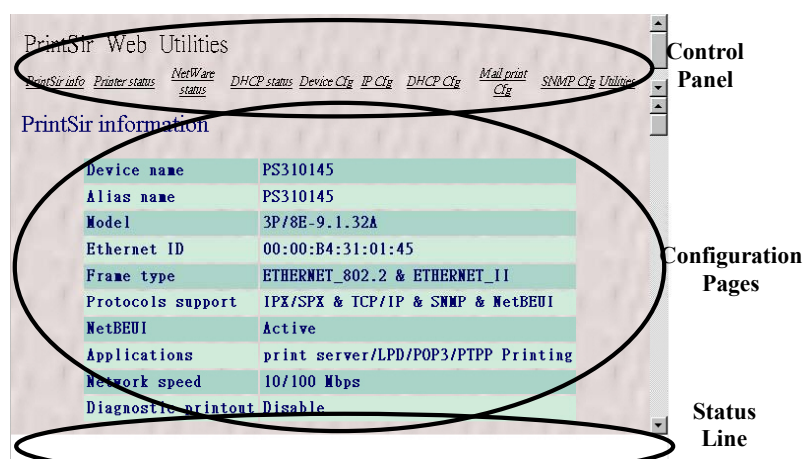 PrintSir Web Utilities
Control Panel
PrintSir info Printer status NetWare status DHCP status Device Cfg IP Cfg DHCP Cfg Mail print Cfg SNMP Cfg Utilities
PrintSir information
Device name PS310145
Alias name PS310145
Model 3P/8E-9.1.32A
Ethernet ID 00:00:B4:31:01:45
Frame type ETHERNET_802.2 & ETHERNET_II
Protocols support IPX/SPX & TCP/IP & SNMP & NetBEUI
NetBEUI Active
Applications print server/LPD/POP3/PTPP Printing
Network speed 10/100 Mbps
Diagnostic printout Disable
Configuration Pages
Status Line